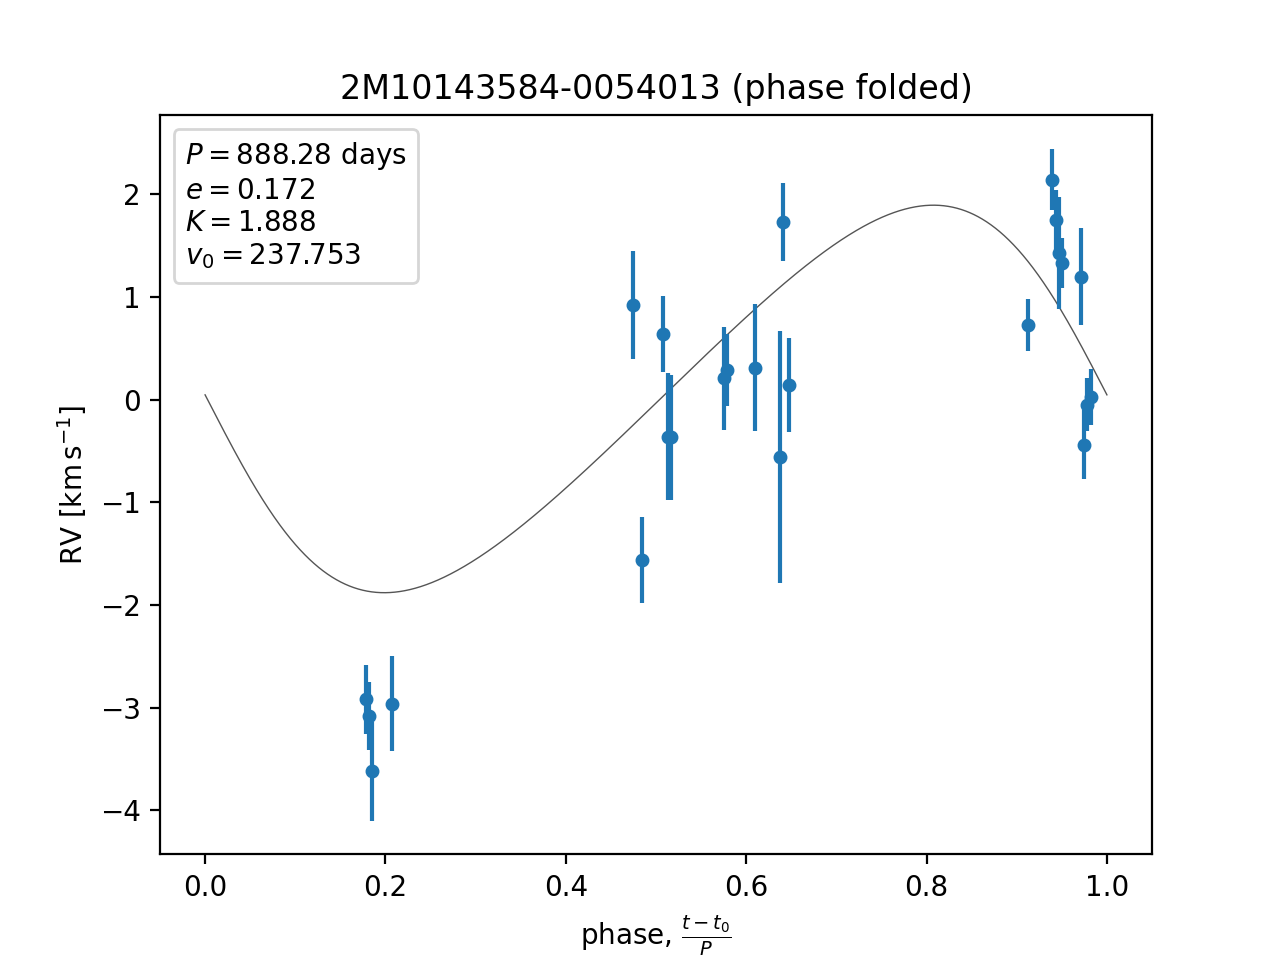 2M10143584-0054013 (phase folded)
P = 888.28 days
e = 0.172
K = 1.888
v₀ = 237.753
2
1
0
−1
−2
−3
−4
RV [km s⁻¹]
0.0 0.2 0.4 0.6 0.8 1.0
phase, (t − t₀)/P